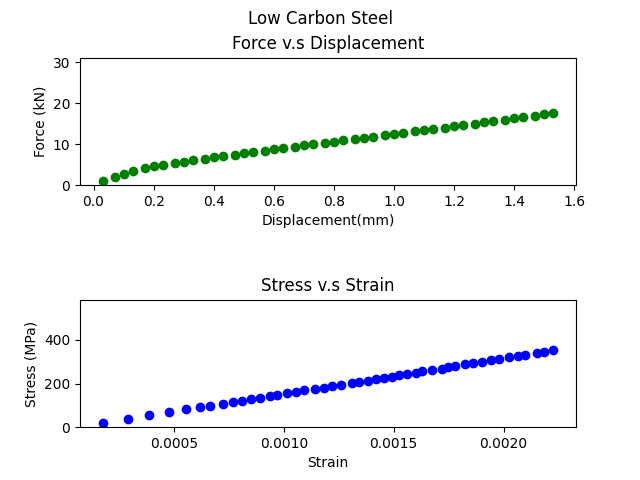 Low Carbon Steel
Force v.s Displacement
Force (kN)
30
20
10
0
0.0 0.2 0.4 0.6 0.8 1.0 1.2 1.4 1.6
Displacement(mm)
Stress v.s Strain
Stress (MPa)
400
200
0
0.0005 0.0010 0.0015 0.0020
Strain